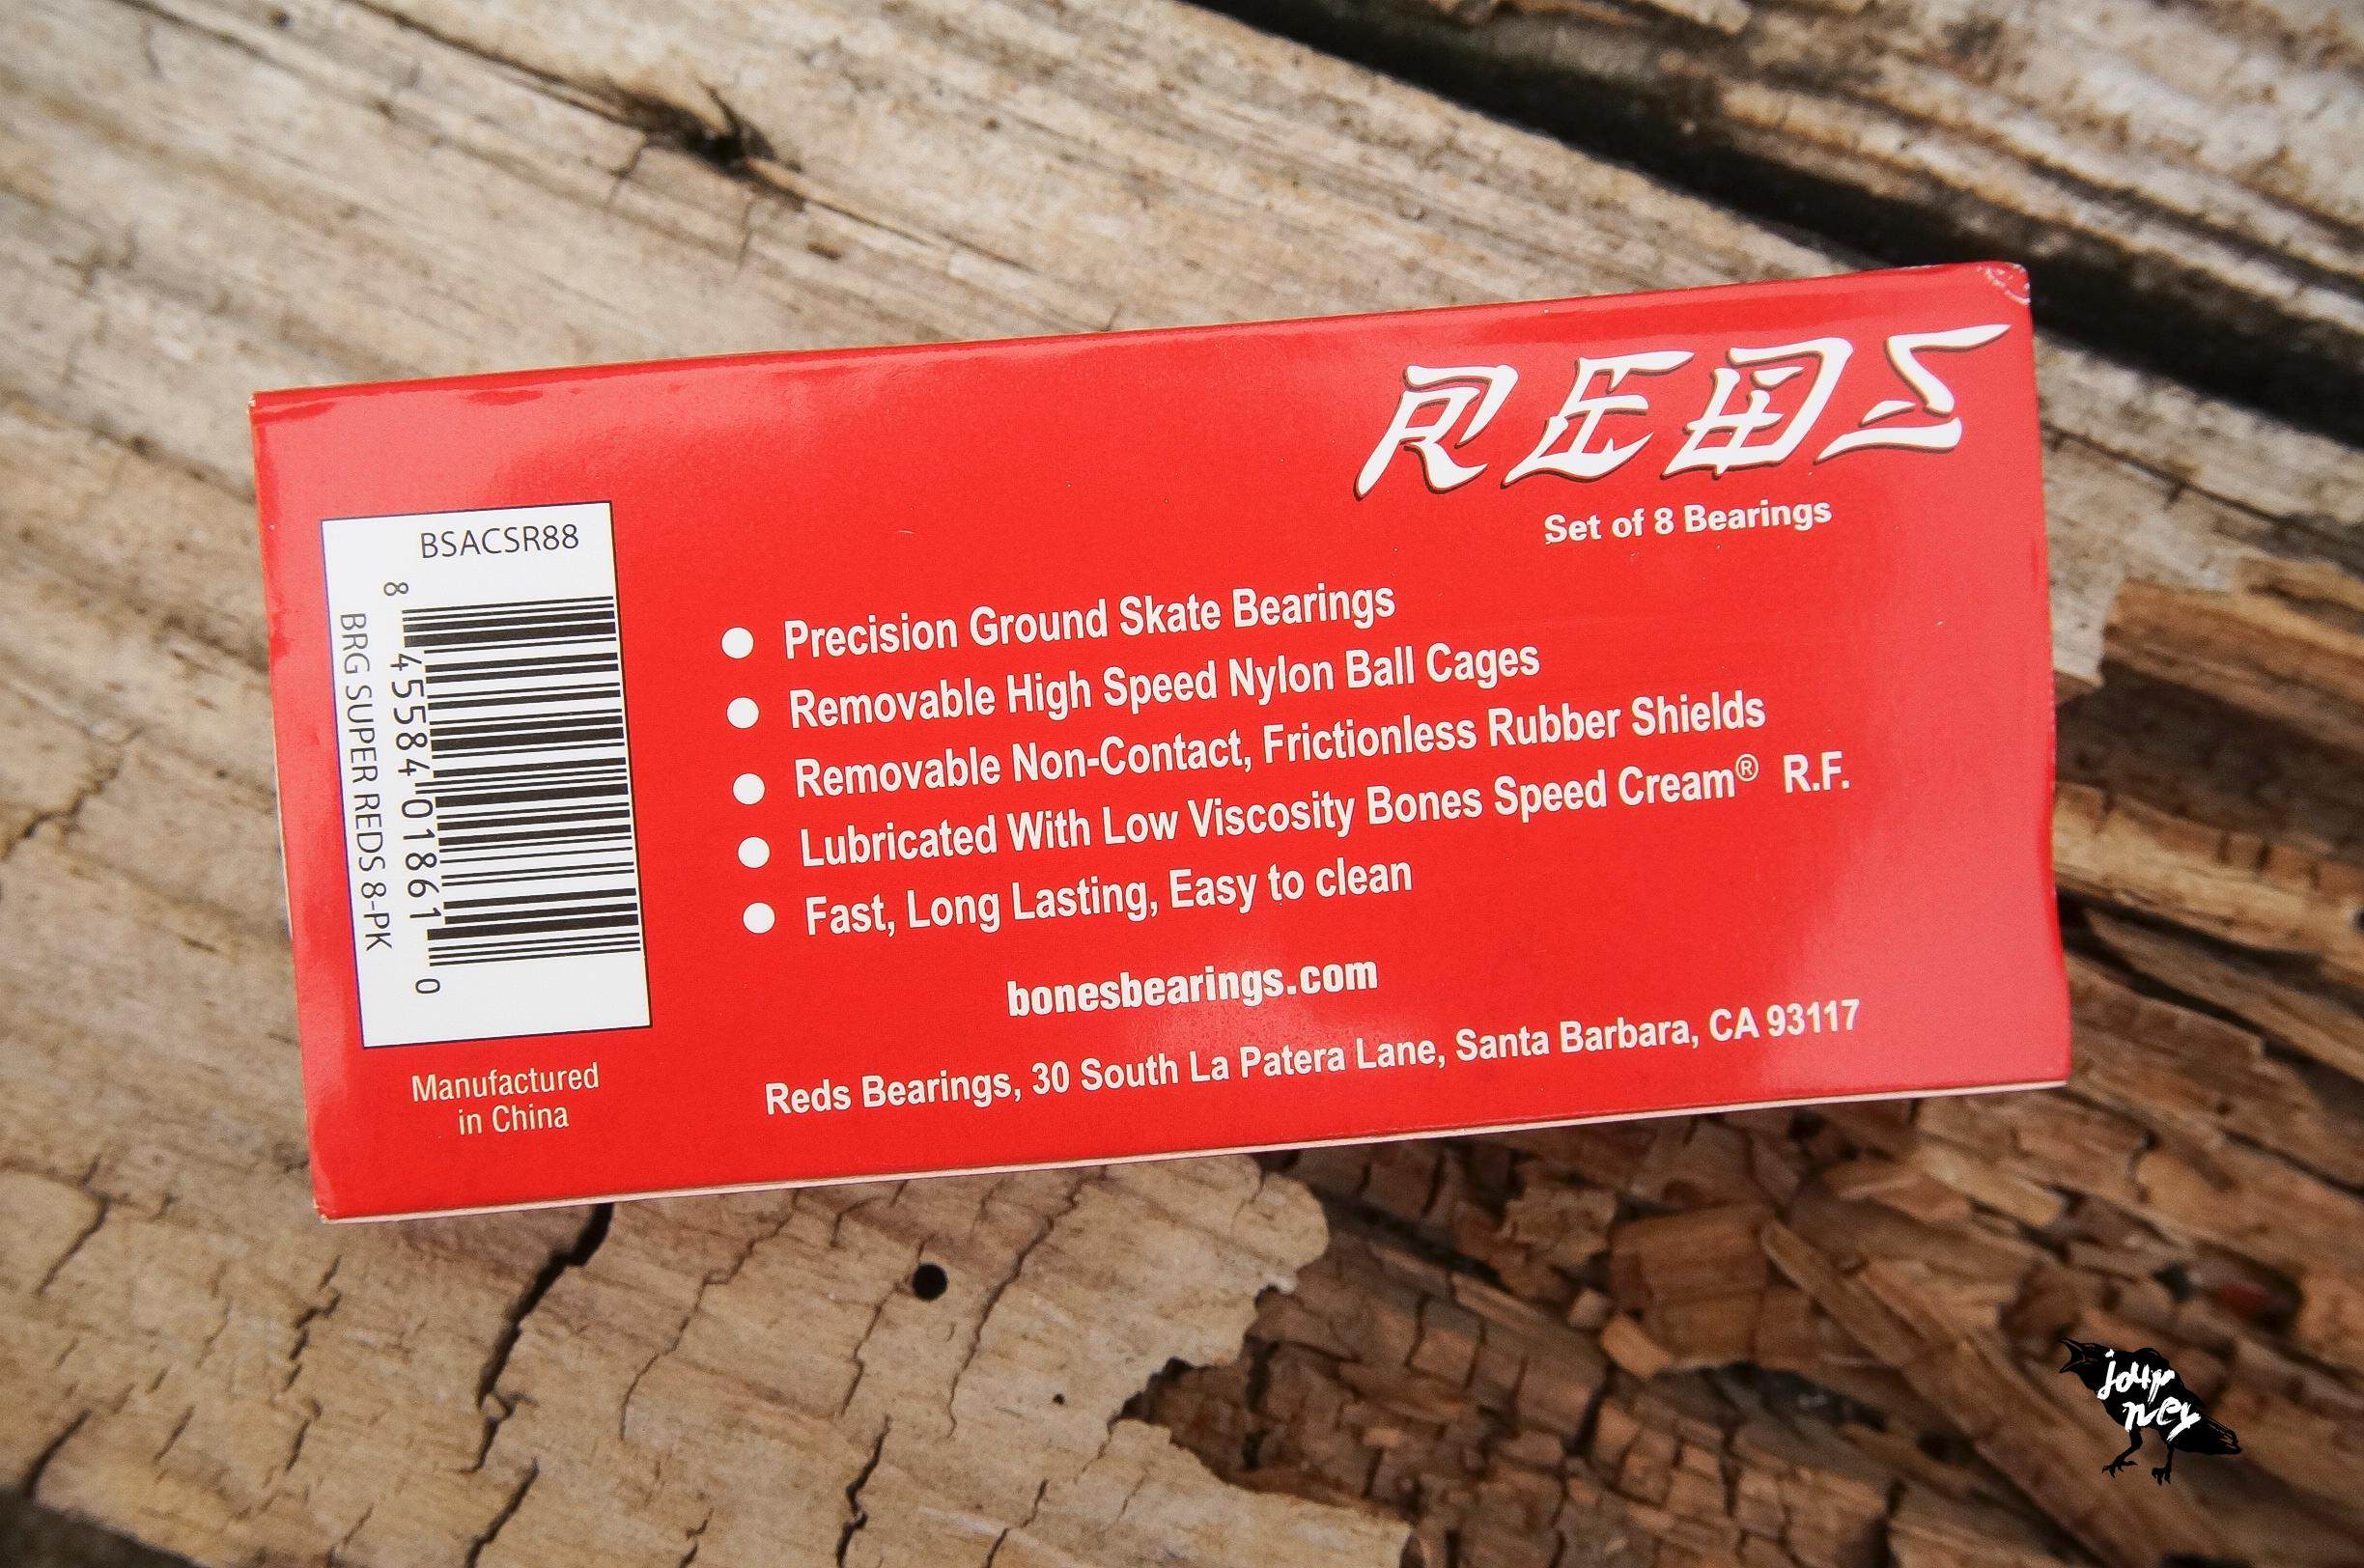 REDS
Set of 8 Bearings
BSACSR88
8 45584 01861 0
BRG SUPER REDS 8-PK
Precision Ground Skate Bearings
Removable High Speed Nylon Ball Cages
Removable Non-Contact, Frictionless Rubber Shields
Lubricated With Low Viscosity Bones Speed Cream® R.F.
Fast, Long Lasting, Easy to clean
bonesbearings.com
Reds Bearings, 30 South La Patera Lane, Santa Barbara, CA 93117
Manufactured
in China
jour
ney